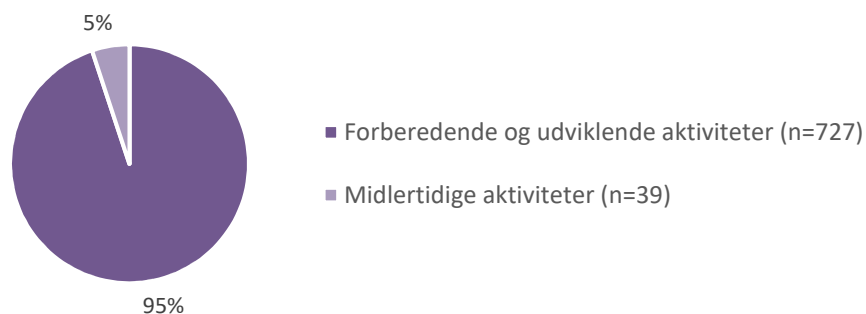 5%
Forberedende og udviklende aktiviteter (n=727)
Midlertidige aktiviteter (n=39)
95%